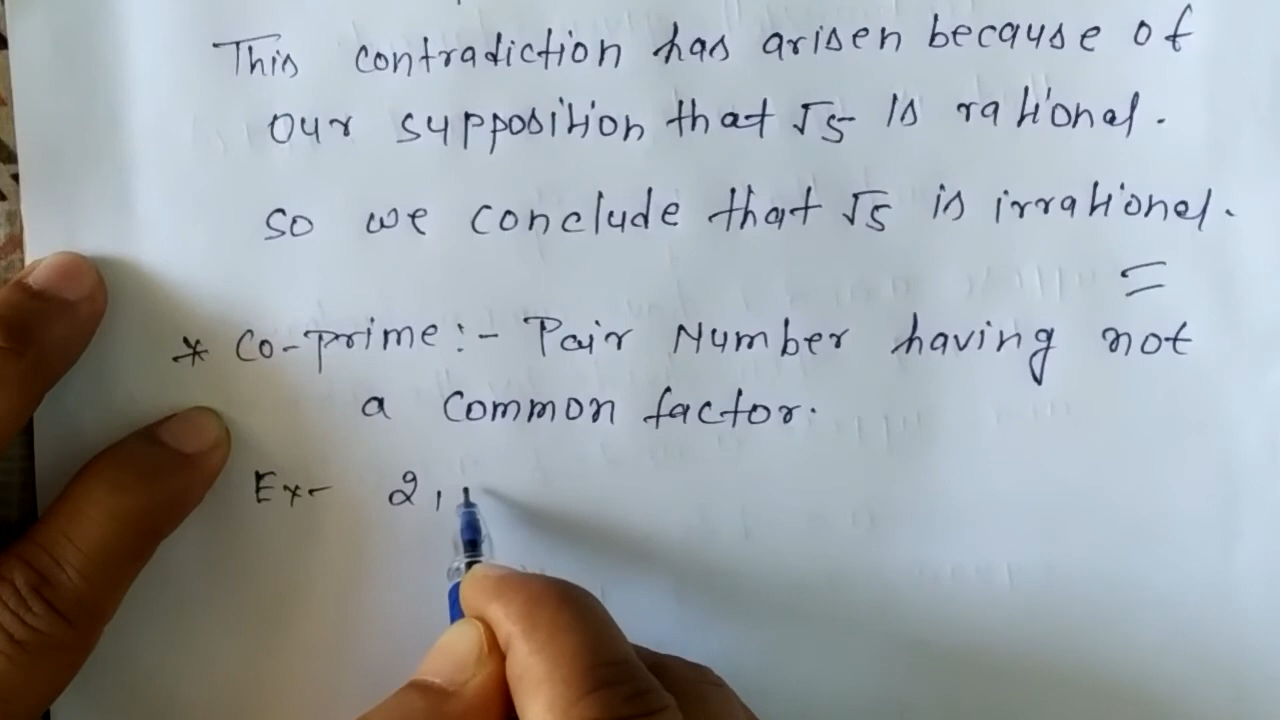 This contradiction has arisen because of
our supposition that √5 is rational.
so we conclude that √5 is irrational.
* Co-prime:- Pair Number having not
a common factor.
Ex- 2,